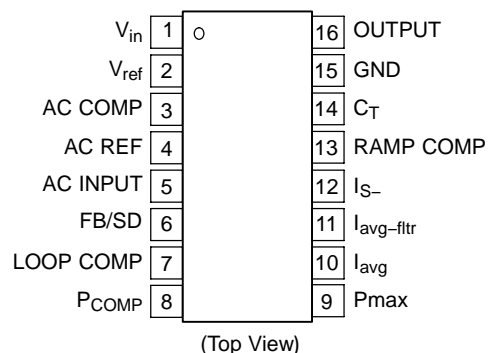 V_in 1 16 OUTPUT
V_ref 2 15 GND
AC COMP 3 14 C_T
AC REF 4 13 RAMP COMP
AC INPUT 5 12 I_S–
FB/SD 6 11 I_avg–fltr
LOOP COMP 7 10 I_avg
P_COMP 8 9 Pmax
(Top View)